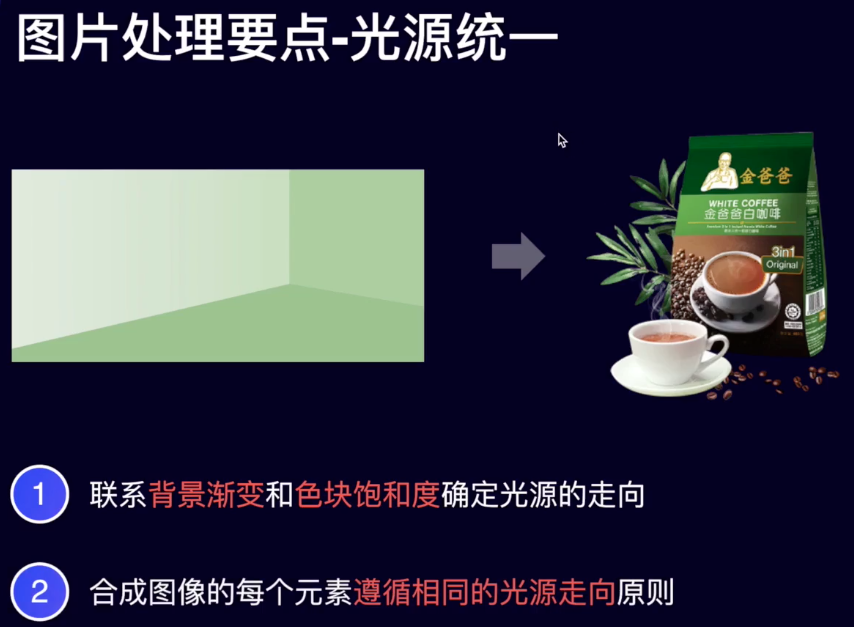 图片处理要点-光源统一
金爸爸
WHITE COFFEE
金爸爸白咖啡
3in1
Original
1
联系背景渐变和色块饱和度确定光源的走向
2
合成图像的每个元素遵循相同的光源走向原则